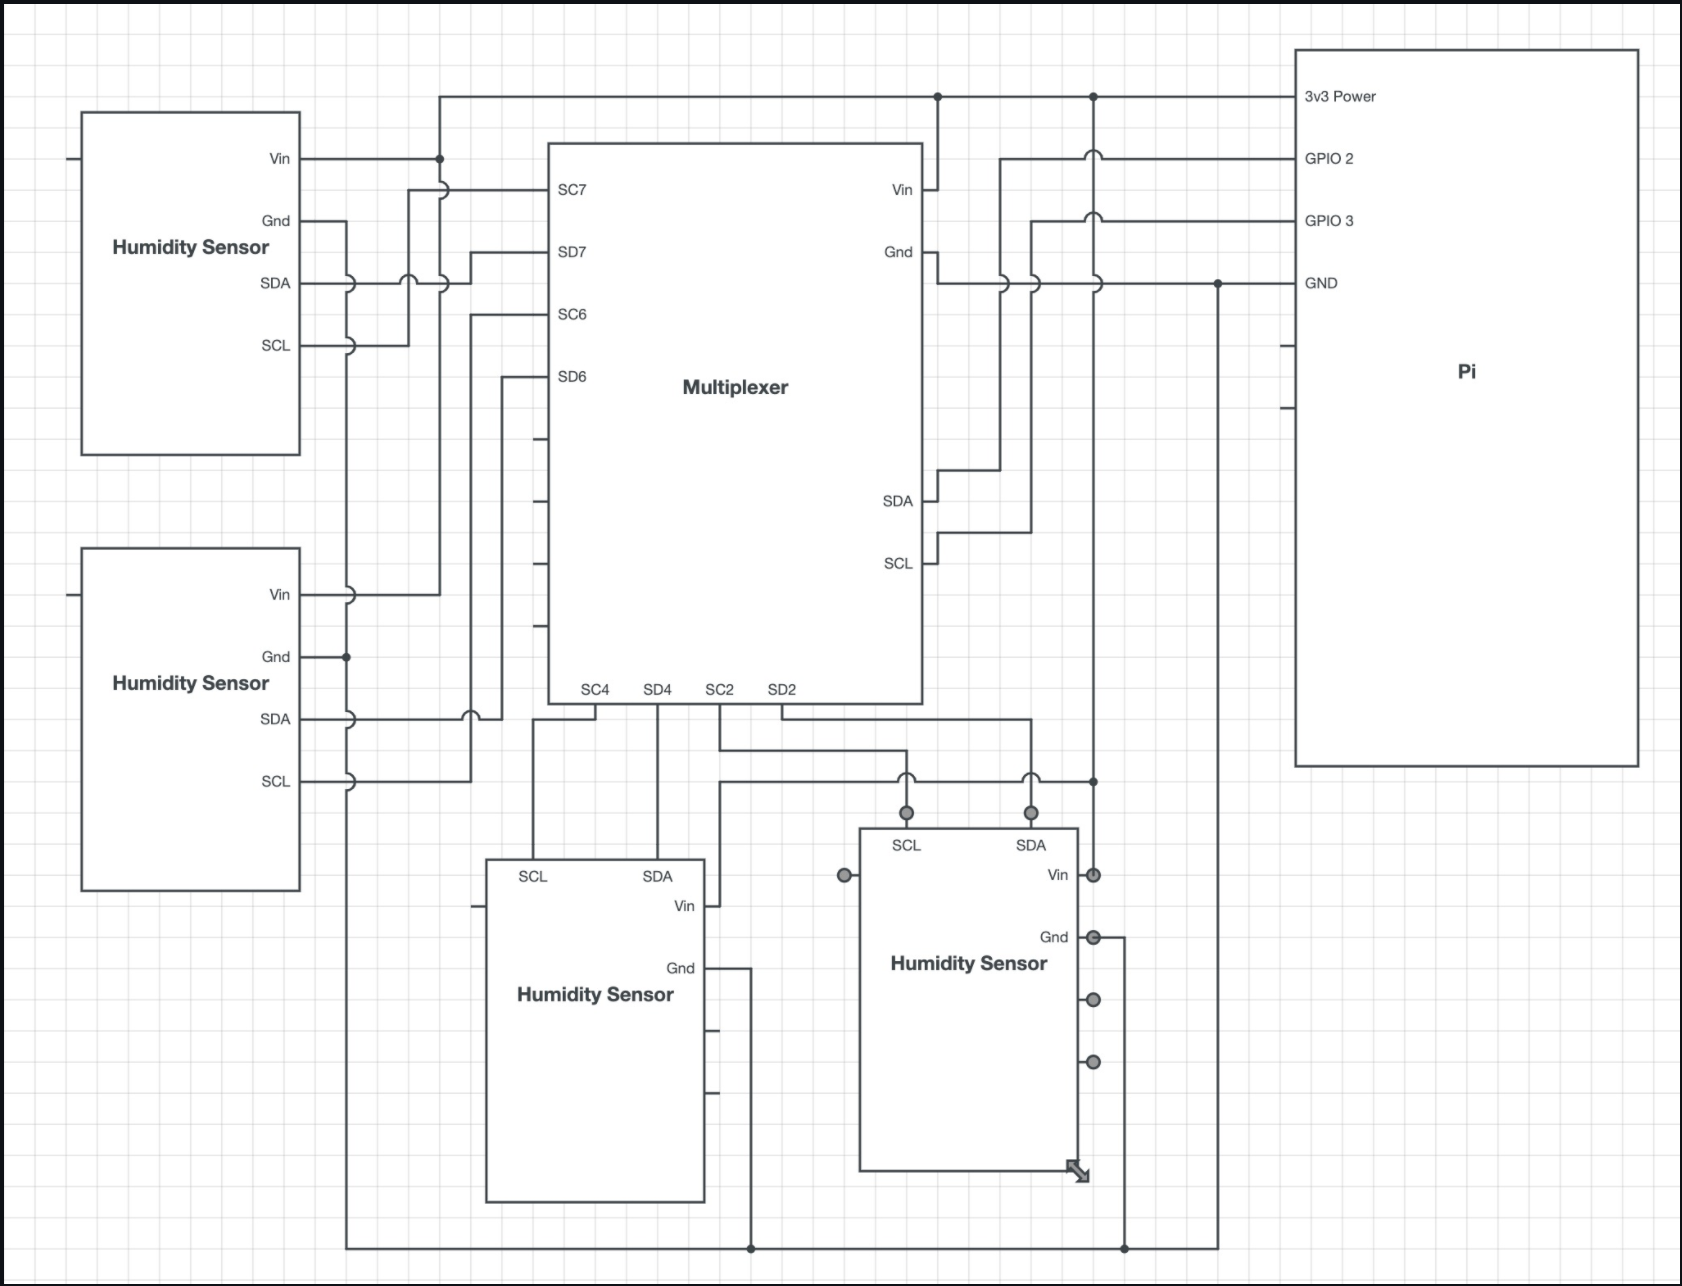 3v3 Power
GPIO 2
GPIO 3
GND
Pi
Vin
Gnd
Humidity Sensor
SDA
SCL
SC7
SD7
SC6
SD6
Multiplexer
Vin
Gnd
SDA
SCL
SC4 SD4 SC2 SD2
Vin
Gnd
Humidity Sensor
SDA
SCL
SCL SDA
Vin
Gnd
Humidity Sensor
SCL SDA
Vin
Gnd
Humidity Sensor